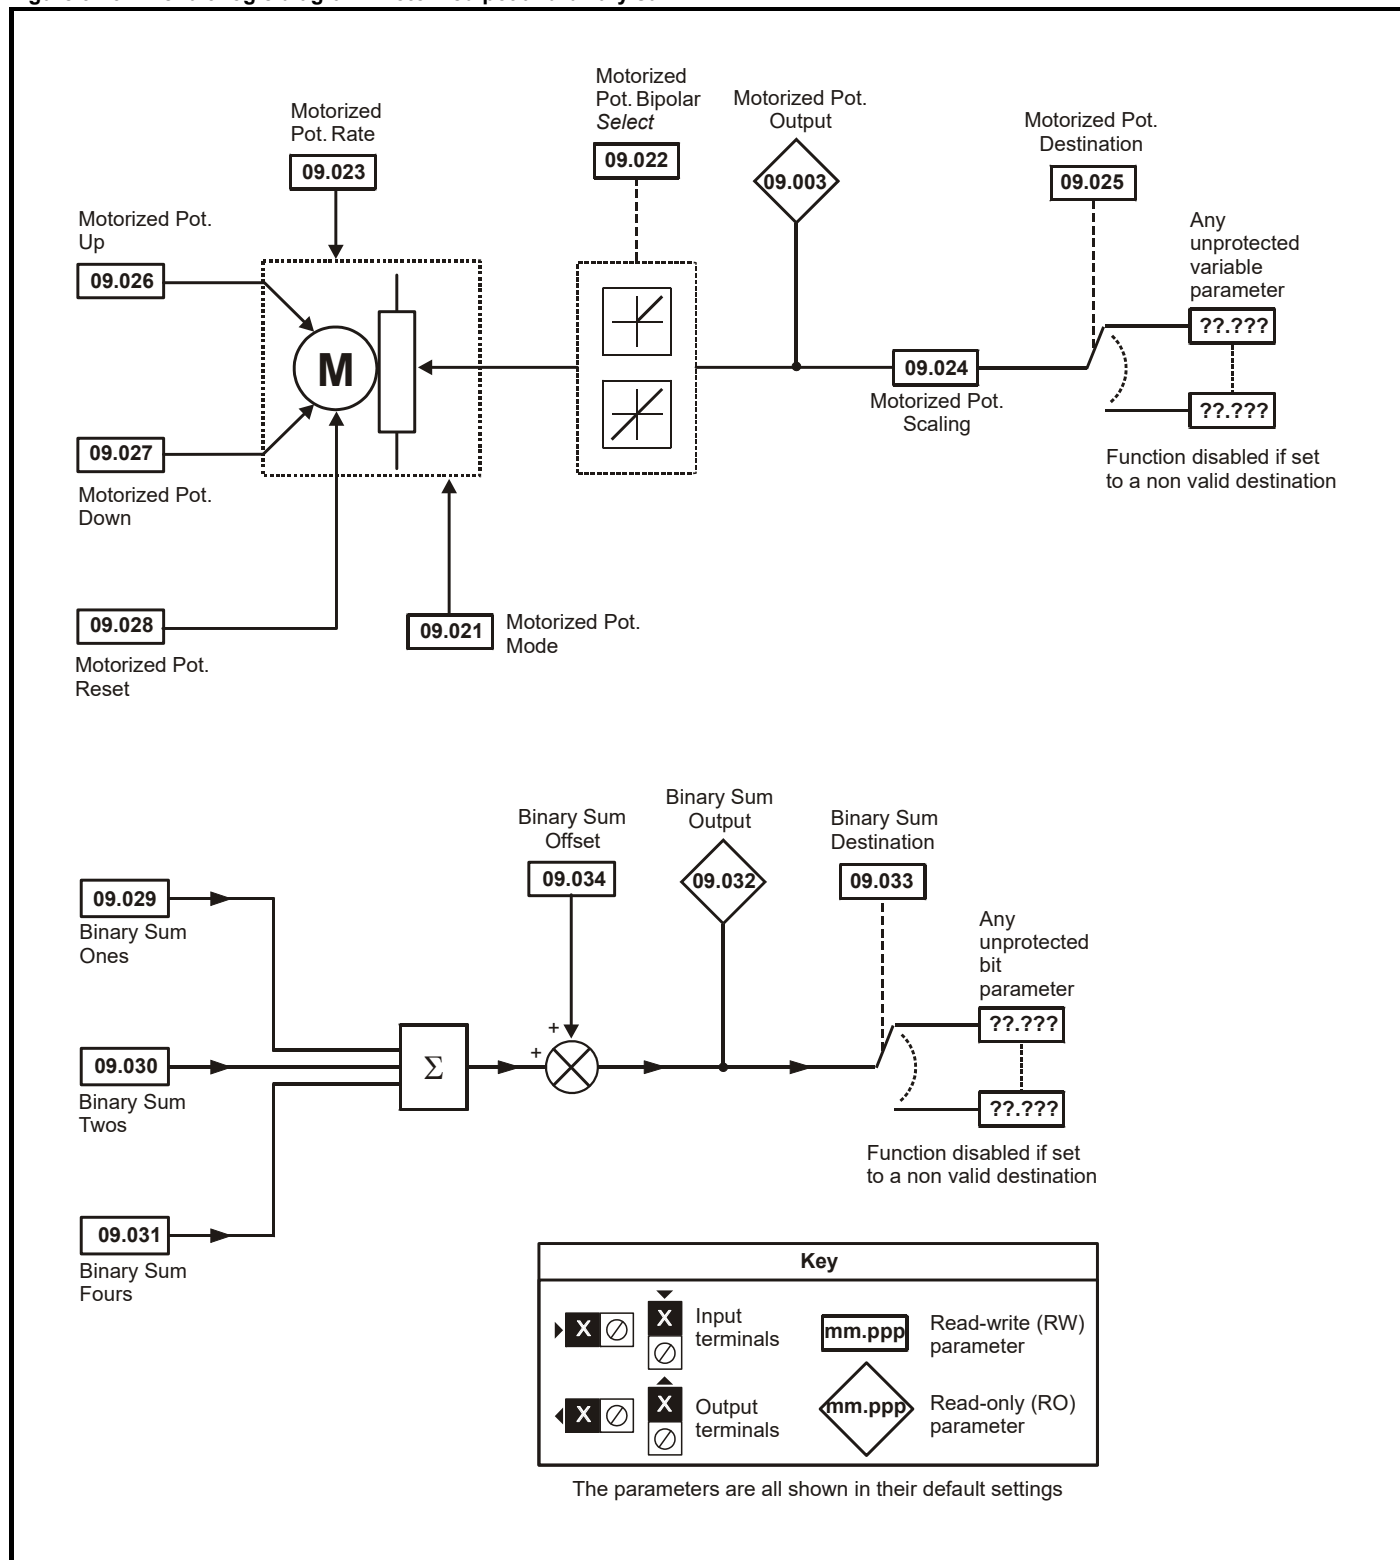 Motorized
Pot. Rate
09.023
Motorized
Pot. Bipolar
Select
09.022
Motorized Pot.
Output
09.003
Motorized Pot.
Destination
09.025
Motorized Pot.
Up
09.026
Any
unprotected
variable
parameter
??.???
M
09.024
Motorized Pot.
Scaling
??.???
09.027
Motorized Pot.
Down
Function disabled if set
to a non valid destination
09.028
Motorized Pot.
Reset
09.021
Motorized Pot.
Mode
Binary Sum
Offset
09.034
Binary Sum
Output
09.032
Binary Sum
Destination
09.033
09.029
Binary Sum
Ones
Any
unprotected
bit
parameter
??.???
+
+
Σ
09.030
Binary Sum
Twos
??.???
Function disabled if set
to a non valid destination
09.031
Binary Sum
Fours
Key
X
X
Input
terminals
mm.ppp
Read-write (RW)
parameter
X
X
Output
terminals
mm.ppp
Read-only (RO)
parameter
The parameters are all shown in their default settings